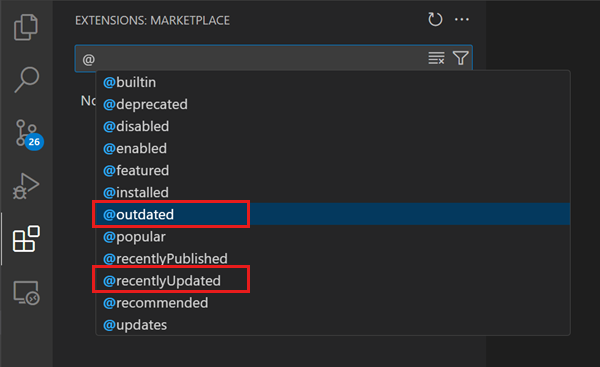 EXTENSIONS: MARKETPLACE
@
No
@builtin
@deprecated
@disabled
@enabled
@featured
@installed
@outdated
@popular
@recentlyPublished
@recentlyUpdated
@recommended
@updates
26